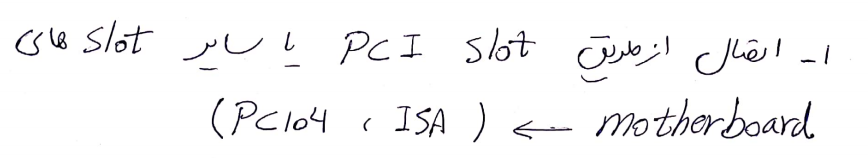 ۱- اتصال از طریق PCI slot یا سایر slot های
motherboard ← (PC104 ، ISA)